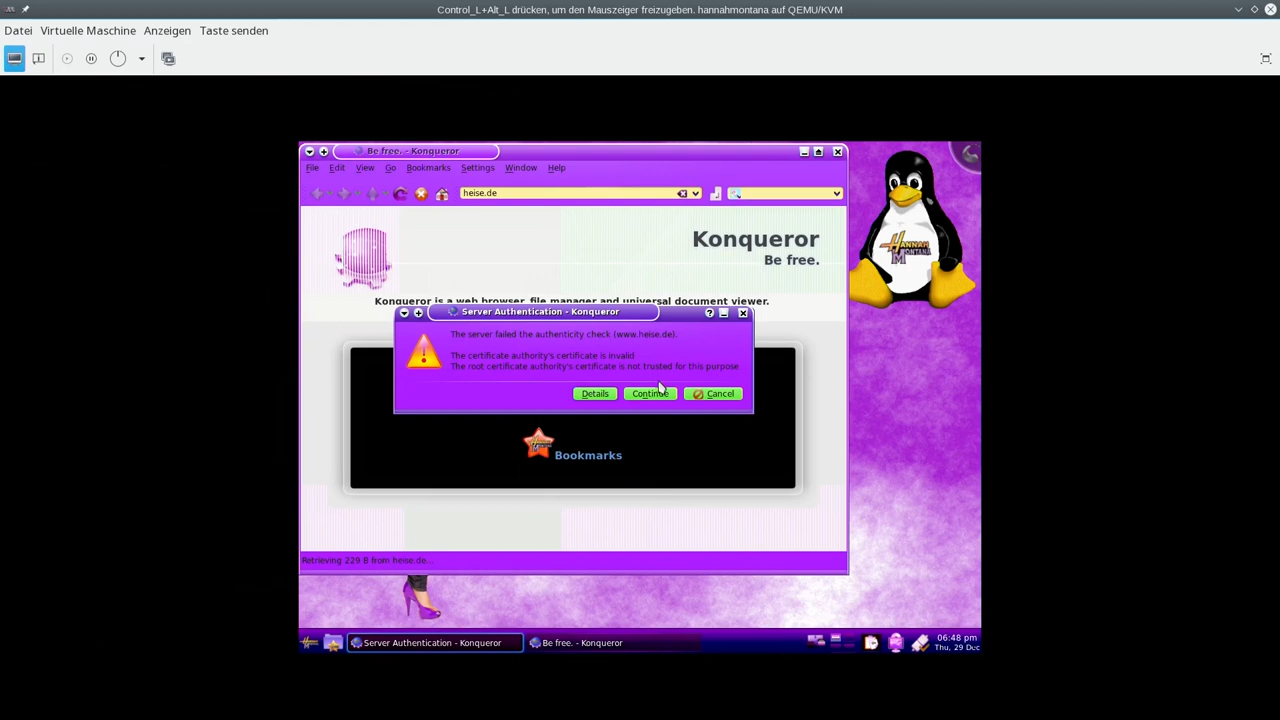 Control_L+Alt_L drücken, um den Mauszeiger freizugeben. hannahmontana auf QEMU/KVM
Datei Virtuelle Maschine Anzeigen Taste senden
Be free. - Konqueror
File Edit View Go Bookmarks Settings Window Help
heise.de
Konqueror
Be free.
Konqueror is a web browser, file manager and universal document viewer.
Server Authentication - Konqueror
The server failed the authenticity check (www.heise.de).
The certificate authority's certificate is invalid
The root certificate authority's certificate is not trusted for this purpose
Details Continue Cancel
Bookmarks
Retrieving 229 B from heise.de...
HANNAH
MONTANA
Server Authentication - Konqueror Be free. - Konqueror
06:48 pm
Thu, 29 Dec